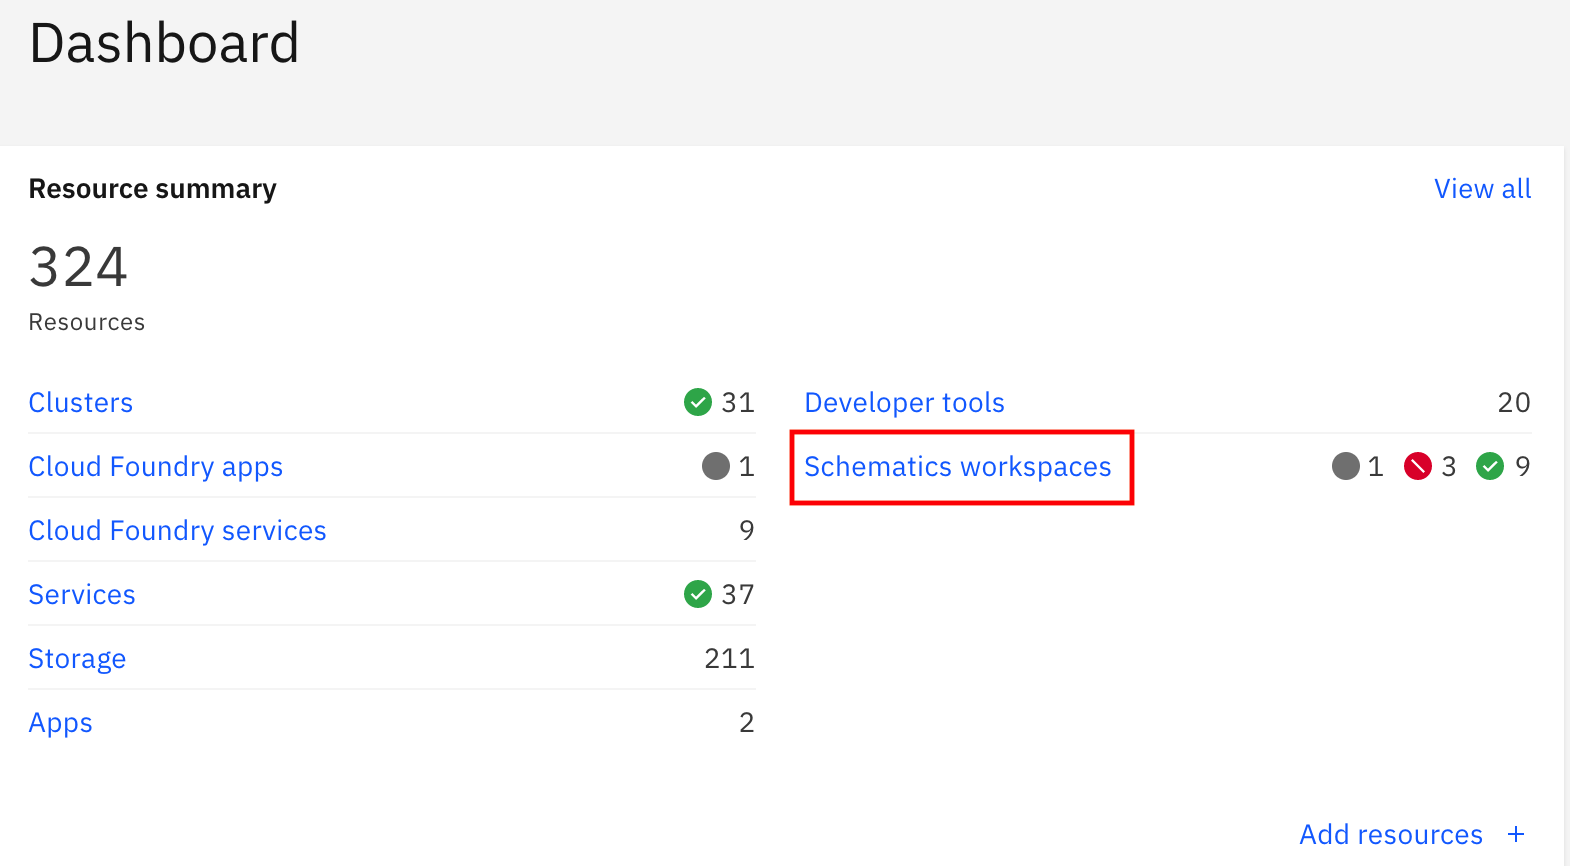 Dashboard
Resource summary
View all
324
Resources
Clusters 31
Cloud Foundry apps 1
Cloud Foundry services 9
Services 37
Storage 211
Apps 2
Developer tools 20
Schematics workspaces 1 3 9
Add resources +